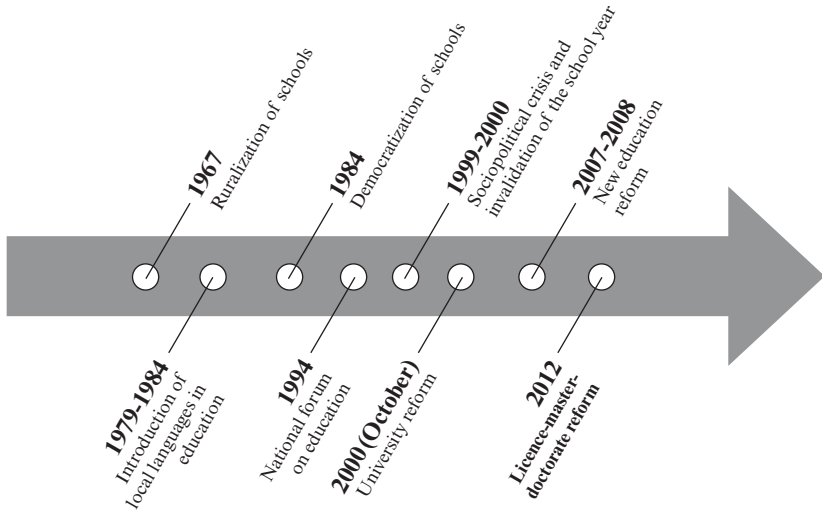 1967
Ruralization of schools
1979-1984
Introduction of
local languages in
education
1984
Democratization of schools
1994
National forum
on education
1999-2000
Sociopolitical crisis and
invalidation of the school year
2000 (October)
University reform
2007-2008
New education
reform
2012
Licence-master-
doctorate reform